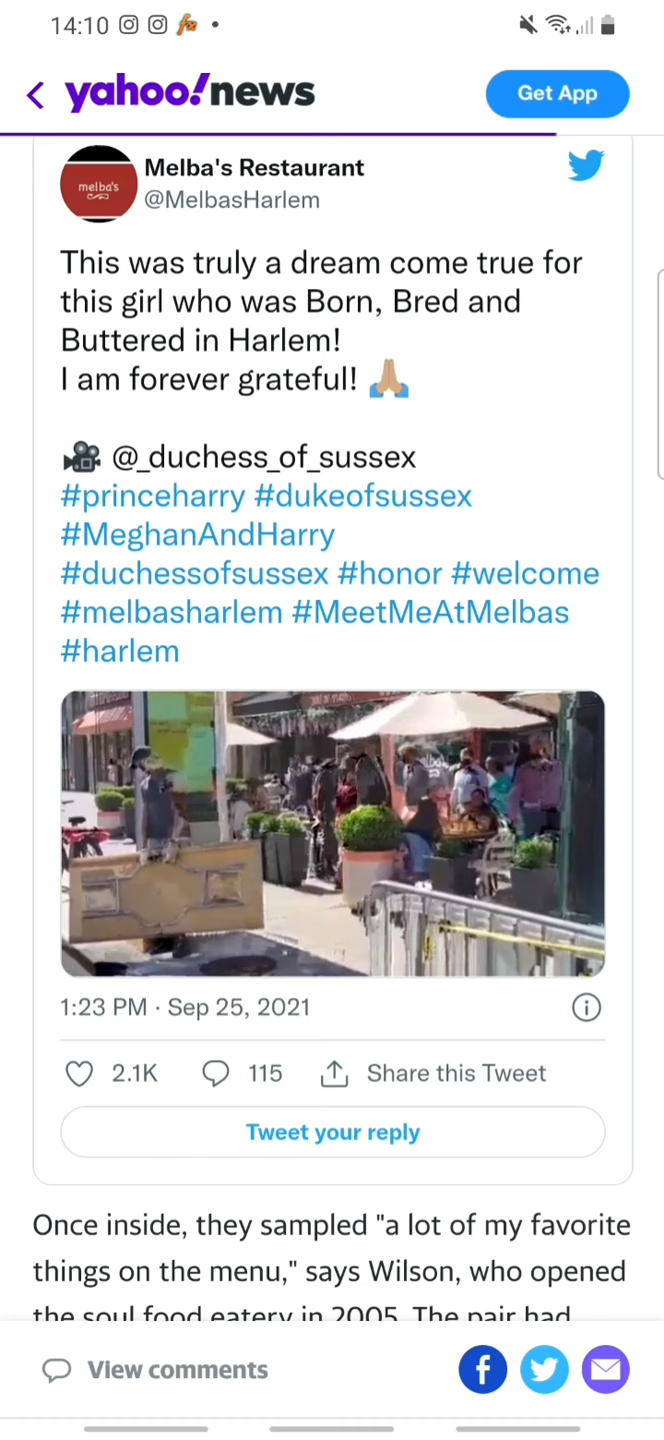 14:10
yahoo!news
Get App
melba's
Melba's Restaurant
@MelbasHarlem
This was truly a dream come true for
this girl who was Born, Bred and
Buttered in Harlem!
I am forever grateful! 🙏🏼
🎥 @_duchess_of_sussex
#princeharry #dukeofsussex
#MeghanAndHarry
#duchessofsussex #honor #welcome
#melbasharlem #MeetMeAtMelbas
#harlem
1:23 PM · Sep 25, 2021
2.1K 115 Share this Tweet
Tweet your reply
Once inside, they sampled "a lot of my favorite
things on the menu," says Wilson, who opened
the soul food eatery in 2005. The pair had
View comments